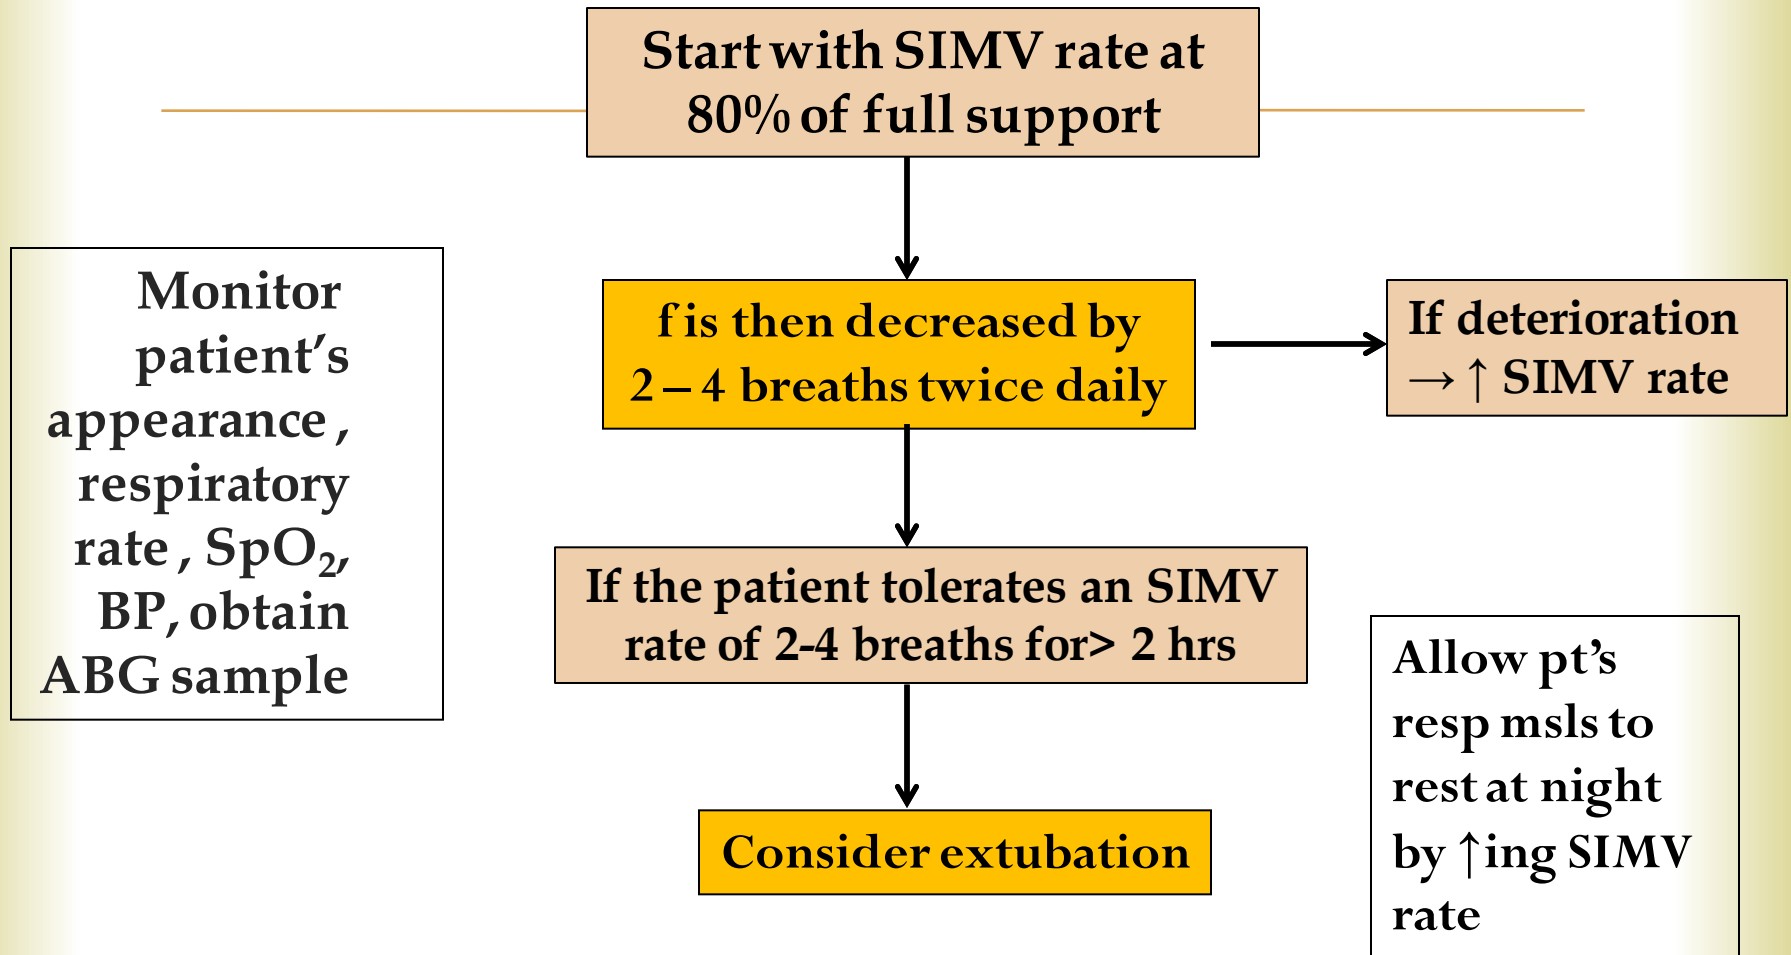 Start with SIMV rate at
80% of full support
Monitor
patient’s
appearance ,
respiratory
rate , SpO₂,
BP, obtain
ABG sample
f is then decreased by
2 – 4 breaths twice daily
If deterioration
→ ↑ SIMV rate
If the patient tolerates an SIMV
rate of 2-4 breaths for> 2 hrs
Allow pt’s
resp msls to
rest at night
by ↑ing SIMV
rate
Consider extubation